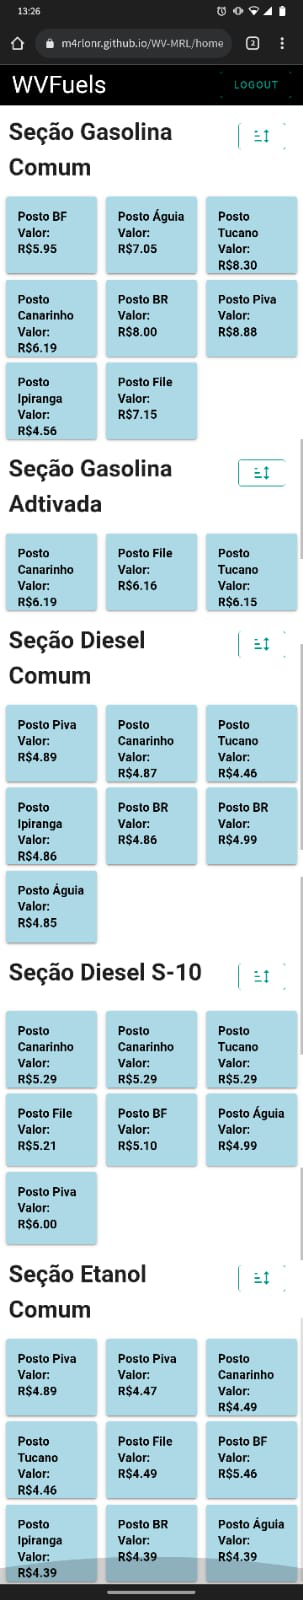 13:26
m4rlonr.github.io/WV-MRL/home
2
WVFuels
LOGOUT
Seção Gasolina
Comum
Posto BF
Valor:
R$5.95
Posto Águia
Valor:
R$7.05
Posto
Tucano
Valor:
R$8.30
Posto
Canarinho
Valor:
R$6.19
Posto BR
Valor:
R$8.00
Posto Piva
Valor:
R$8.88
Posto
Ipiranga
Valor:
R$4.56
Posto File
Valor:
R$7.15
Seção Gasolina
Adtivada
Posto
Canarinho
Valor:
R$6.19
Posto File
Valor:
R$6.16
Posto
Tucano
Valor:
R$6.15
Seção Diesel
Comum
Posto Piva
Valor:
R$4.89
Posto
Canarinho
Valor:
R$4.87
Posto
Tucano
Valor:
R$4.46
Posto
Ipiranga
Valor:
R$4.86
Posto BR
Valor:
R$4.86
Posto BR
Valor:
R$4.99
Posto Águia
Valor:
R$4.85
Seção Diesel S-10
Posto
Canarinho
Valor:
R$5.29
Posto
Canarinho
Valor:
R$5.29
Posto
Tucano
Valor:
R$5.29
Posto File
Valor:
R$5.21
Posto BF
Valor:
R$5.10
Posto Águia
Valor:
R$4.99
Posto Piva
Valor:
R$6.00
Seção Etanol
Comum
Posto Piva
Valor:
R$4.89
Posto Piva
Valor:
R$4.47
Posto
Canarinho
Valor:
R$4.49
Posto
Tucano
Valor:
R$4.46
Posto File
Valor:
R$4.49
Posto BF
Valor:
R$5.46
Posto
Ipiranga
Valor:
R$4.39
Posto BR
Valor:
R$4.39
Posto Águia
Valor:
R$4.39